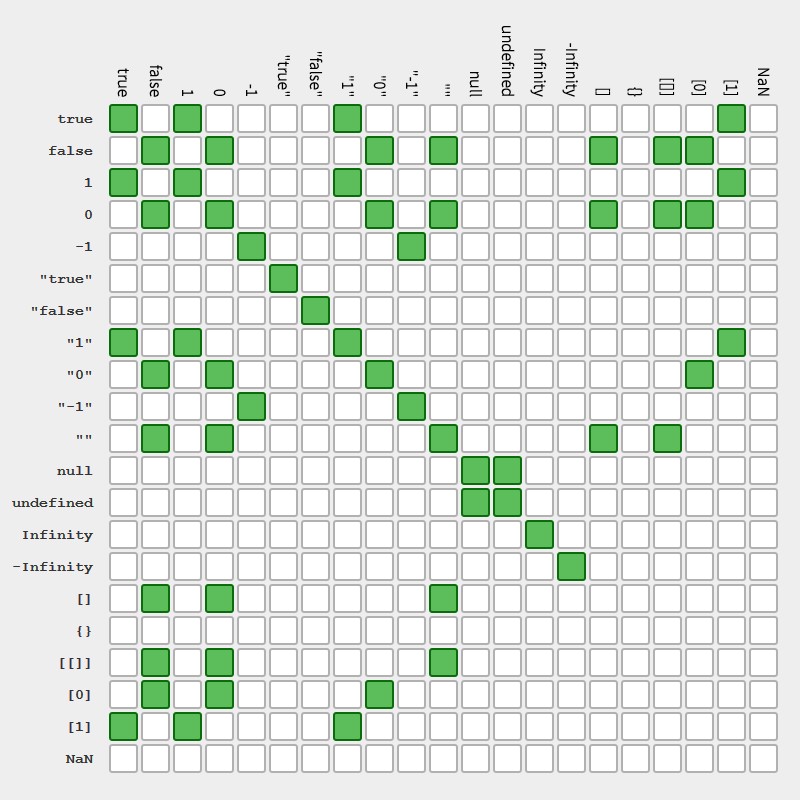 true
false
1
0
-1
"true"
"false"
"1"
"0"
"-1"
""
null
undefined
Infinity
-Infinity
[]
{}
[[]]
[0]
[1]
NaN
true
false
1
0
-1
"true"
"false"
"1"
"0"
"-1"
""
null
undefined
Infinity
-Infinity
[]
{}
[[]]
[0]
[1]
NaN